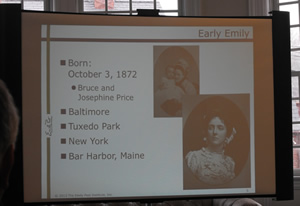 Early Emily
Born:
October 3, 1872
Bruce and
Josephine Price
Baltimore
Tuxedo Park
New York
Bar Harbor, Maine